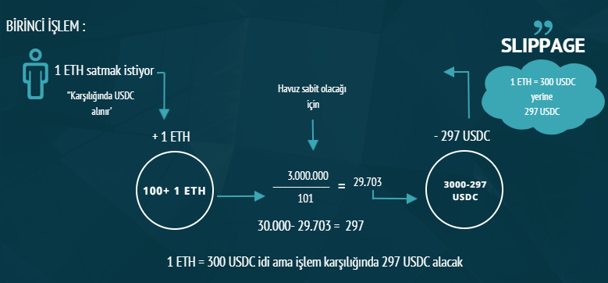 BİRİNCİ İŞLEM :
SLIPPAGE
1 ETH = 300 USDC
yerine
297 USDC
1 ETH satmak istiyor
"Karşılığında USDC
alınır'
Havuz sabit olacağı
için
+ 1 ETH
- 297 USDC
100+ 1 ETH
3.000.000
101
= 29.703
3000-297
USDC
30.000- 29.703 = 297
1 ETH = 300 USDC idi ama işlem karşılığında 297 USDC alacak